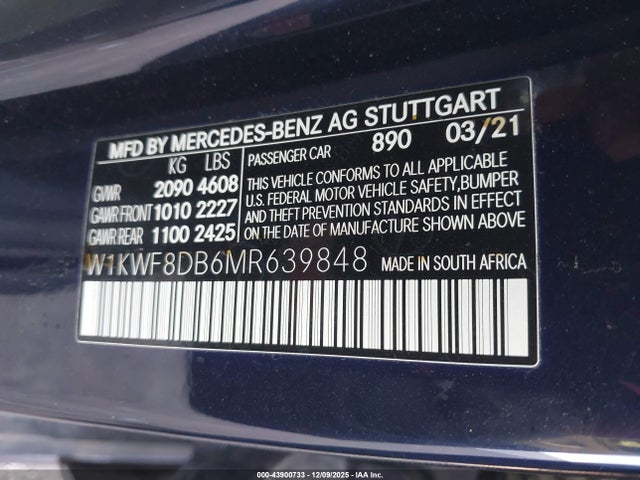 MFD BY MERCEDES-BENZ AG STUTTGART
KG LBS PASSENGER CAR 890 03/21
GVWR 2090 4608
GAWR FRONT 1010 2227
GAWR REAR 1100 2425
THIS VEHICLE CONFORMS TO ALL APPLICABLE
U.S. FEDERAL MOTOR VEHICLE SAFETY, BUMPER
AND THEFT PREVENTION STANDARDS IN EFFECT
ON THE DATE OF MANUFACTURE SHOWN ABOVE.
W1KWF8DB6MR639848 MADE IN SOUTH AFRICA
000-43900733 - 12/09/2025 - IAA Inc.